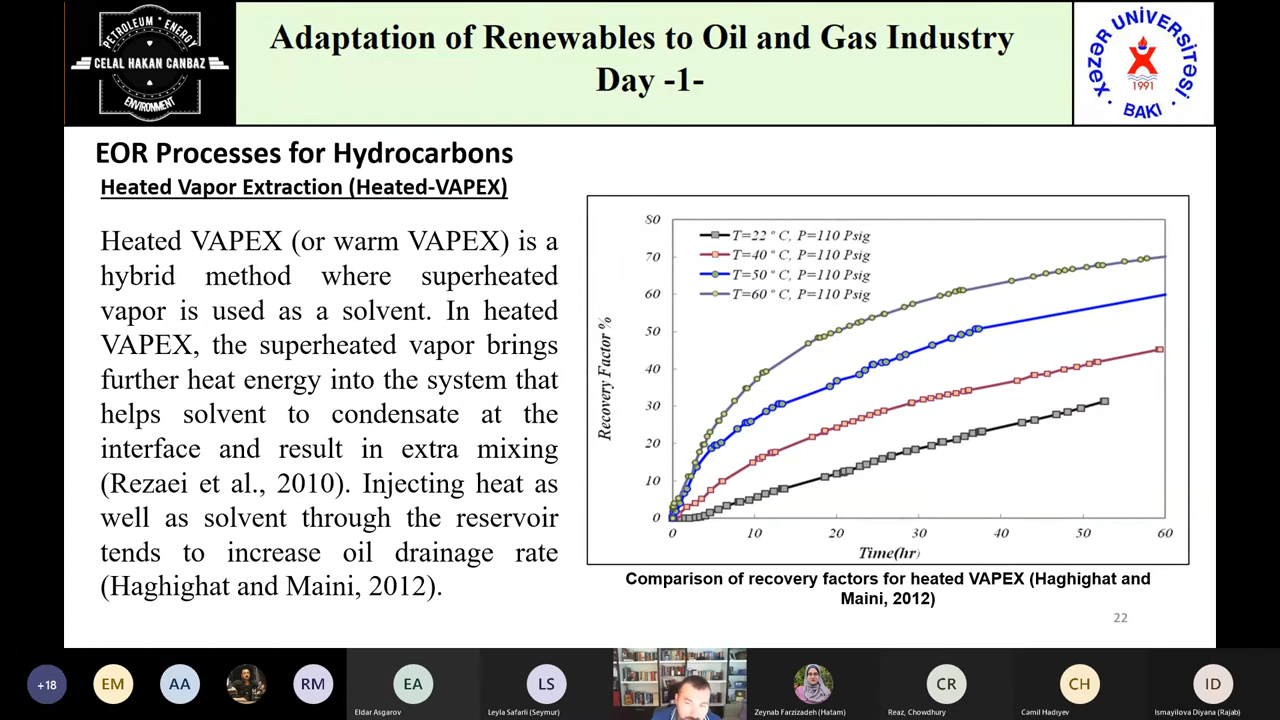 PETROLEUM * ENERGY
CELAL HAKAN CANBAZ
ENVIRONMENT
Adaptation of Renewables to Oil and Gas Industry
Day -1-
XƏZƏR UNİVERSİTƏSİ
1991
· BAKI ·
EOR Processes for Hydrocarbons
Heated Vapor Extraction (Heated-VAPEX)
Heated VAPEX (or warm VAPEX) is a
hybrid method where superheated
vapor is used as a solvent. In heated
VAPEX, the superheated vapor brings
further heat energy into the system that
helps solvent to condensate at the
interface and result in extra mixing
(Rezaei et al., 2010). Injecting heat as
well as solvent through the reservoir
tends to increase oil drainage rate
(Haghighat and Maini, 2012).
80
70
60
50
40
30
20
10
0
Recovery Factor %
T=22 ° C, P=110 Psig
T=40 ° C, P=110 Psig
T=50 ° C, P=110 Psig
T=60 ° C, P=110 Psig
0 10 20 30 40 50 60
Time(hr)
Comparison of recovery factors for heated VAPEX (Haghighat and
Maini, 2012)
22
+18
EM
AA
RM
EA
LS
CR
CH
ID
Eldar Asgarov
Leyla Safarli (Seymur)
Zeynab Farzizadeh (Hatam)
Reaz, Chowdhury
Cəmil Hadıyev
Ismayilova Diyana (Rajab)